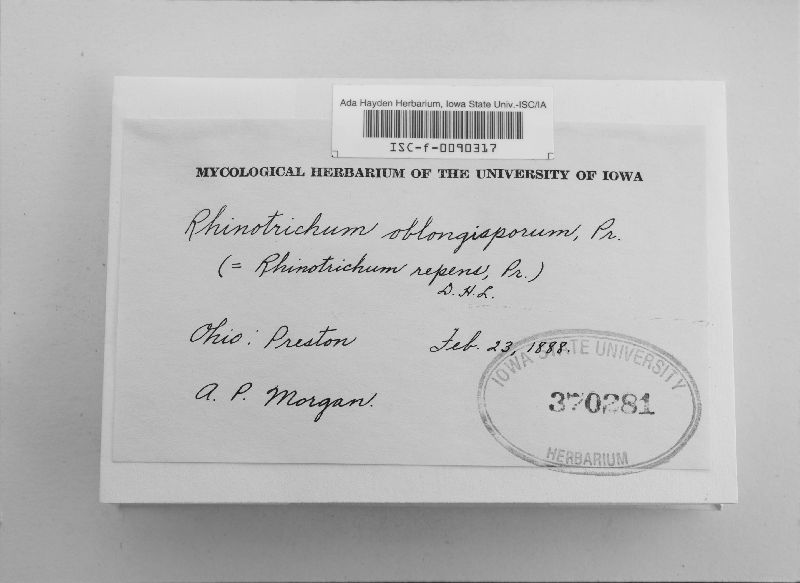 Ada Hayden Herbarium, Iowa State Univ.-ISC/IA
ISC-f-0090317
MYCOLOGICAL HERBARIUM OF THE UNIVERSITY OF IOWA
Rhinotrichum oblongisporum, Pr.
(= Rhinotrichum repens, Pr.)
D. H. L.
Ohio: Preston Feb. 23, 1888.
A. P. Morgan.
IOWA STATE UNIVERSITY
370281
HERBARIUM